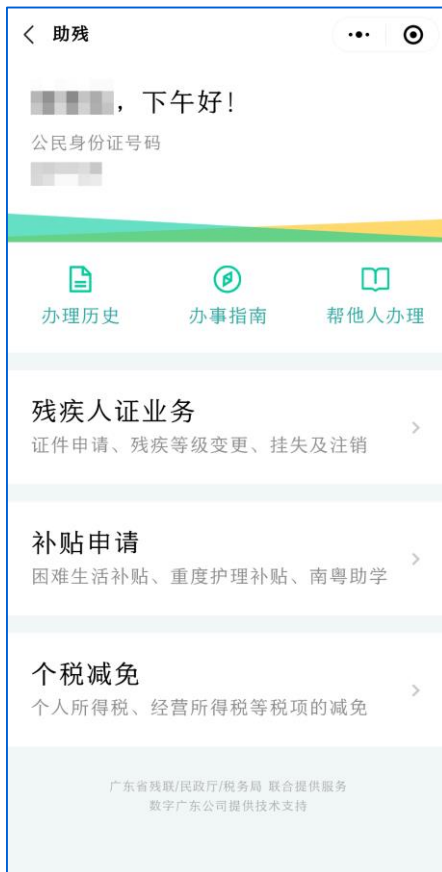 助残
，下午好！
公民身份证号码
办理历史
办事指南
帮他人办理
残疾人证业务
证件申请、残疾等级变更、挂失及注销
补贴申请
困难生活补贴、重度护理补贴、南粤助学
个税减免
个人所得税、经营所得税等税项的减免
广东省残联/民政厅/税务局 联合提供服务
数字广东公司提供技术支持